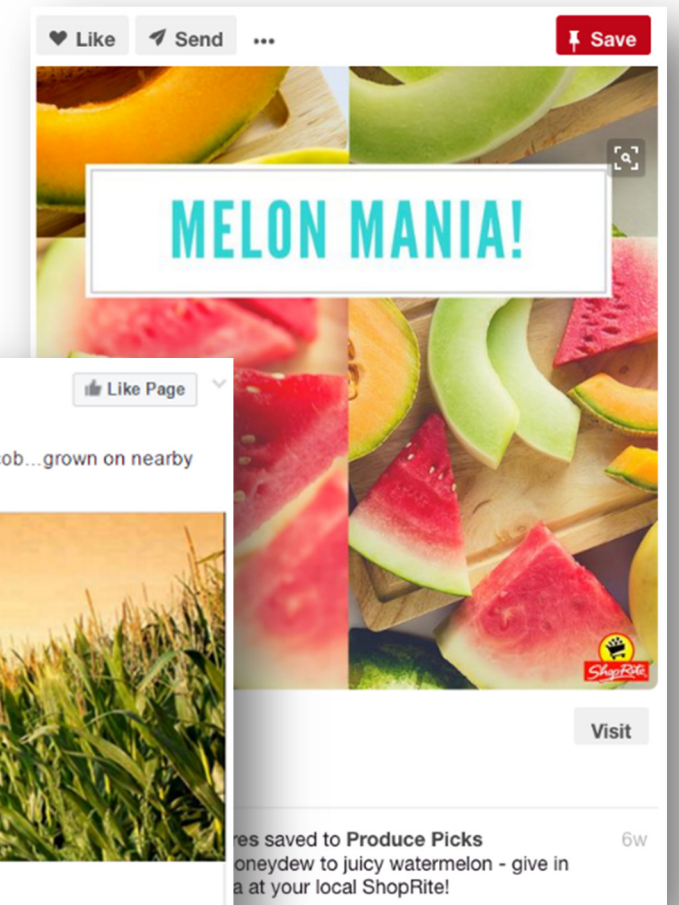 Like Send ... Save
MELON MANIA!
Like Page
ob...grown on nearby
ShopRite
Visit
res saved to Produce Picks 6w
oneydew to juicy watermelon - give in
a at your local ShopRite!